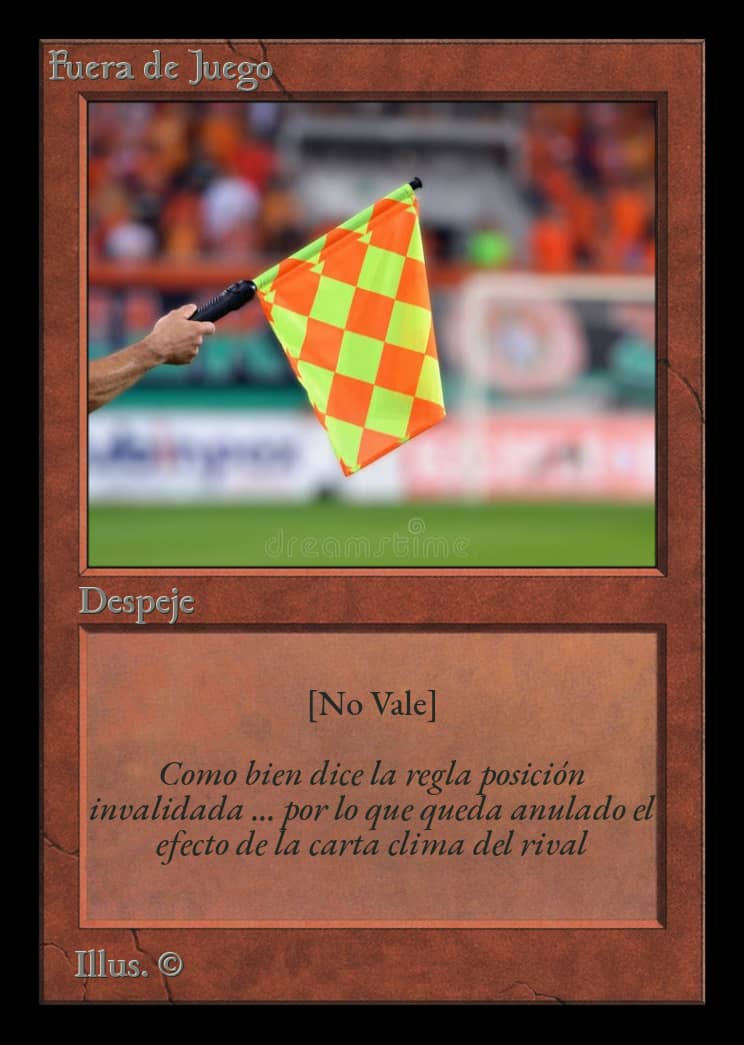 Fuera de Juego
dreamstime
Despeje
[No Vale]
Como bien dice la regla posición
invalidada ... por lo que queda anulado el
efecto de la carta clima del rival
Illus. ©